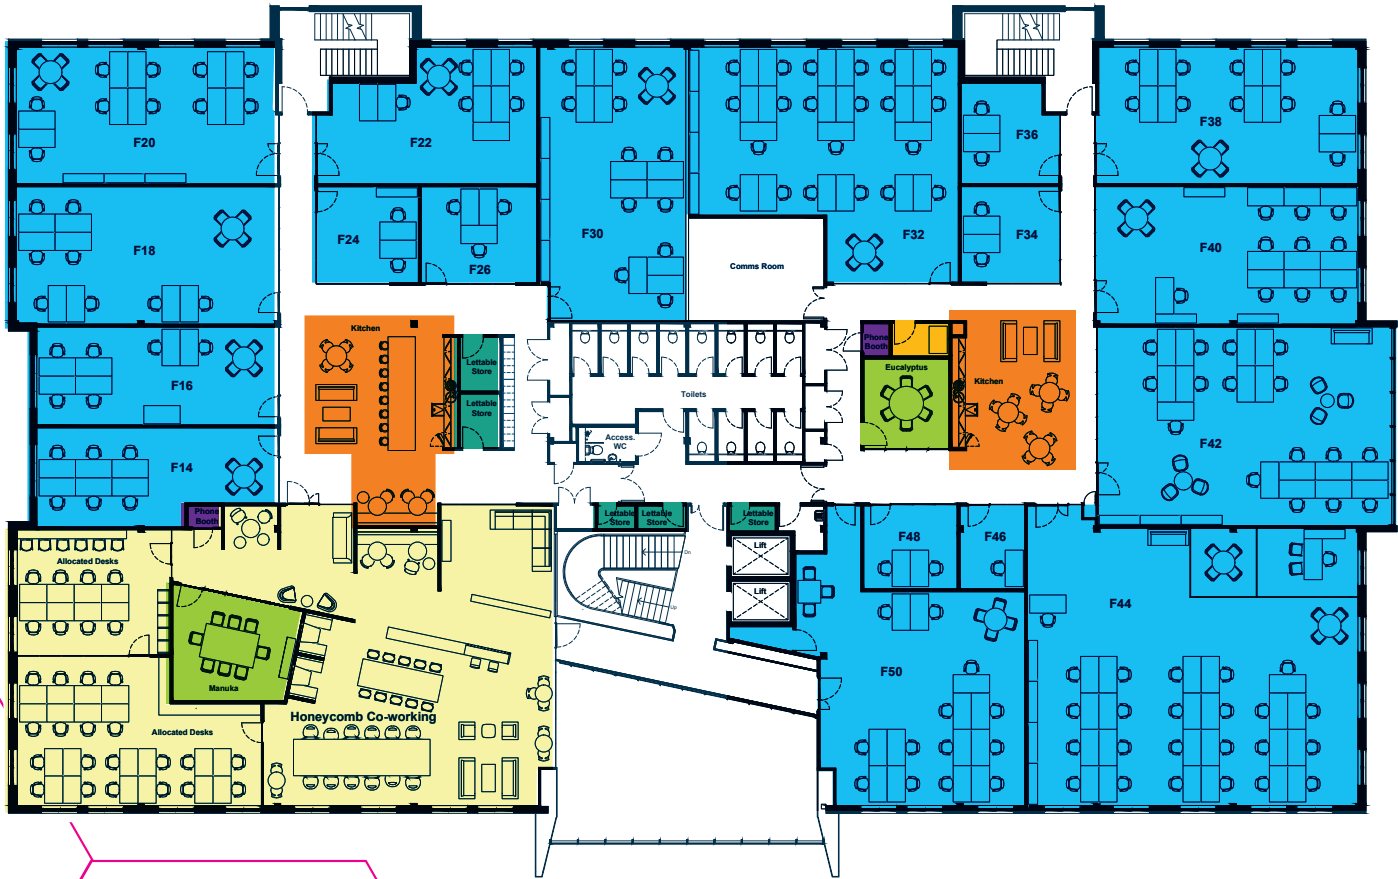 F20
F22
F36
F38
F18
F24
F26
F30
F32
F34
F40
Comms Room
Kitchen
Lettable
Store
Lettable
Store
Phone
Booth
Eucalyptus
Kitchen
F16
Toilets
Access.
WC
F42
F14
Phone
Booth
Lettable
Store
Lettable
Store
Lettable
Store
Lift
Lift
Dn
Up
F48
F46
F44
F50
Allocated Desks
Manuka
Honeycomb Co-working
Allocated Desks